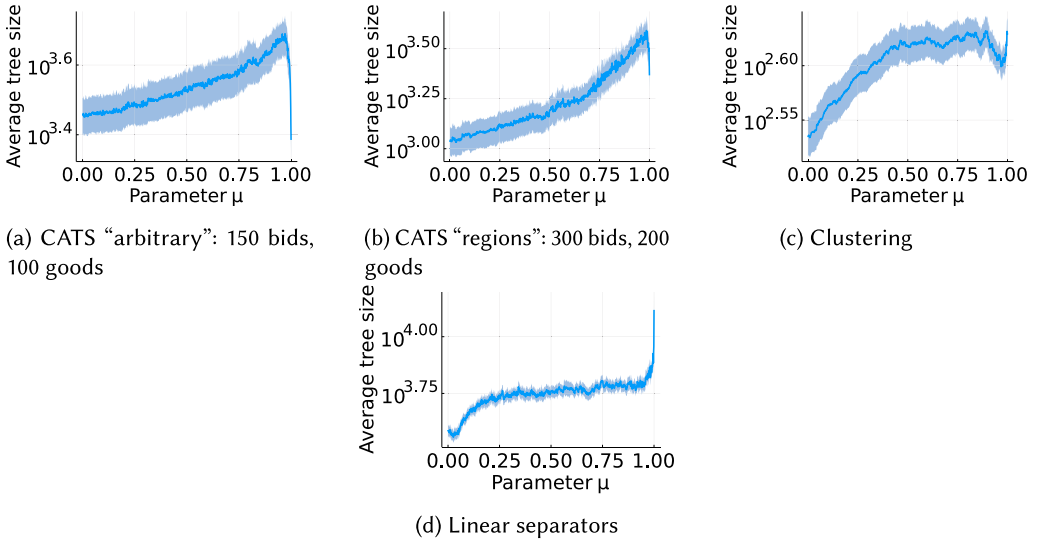 Average tree size
10^3.6
10^3.4
0.00 0.25 0.50 0.75 1.00
Parameter μ
(a) CATS “arbitrary”: 150 bids,
100 goods
Average tree size
10^3.50
10^3.25
10^3.00
0.00 0.25 0.50 0.75 1.00
Parameter μ
(b) CATS “regions”: 300 bids, 200
goods
Average tree size
10^2.60
10^2.55
0.00 0.25 0.50 0.75 1.00
Parameter μ
(c) Clustering
Average tree size
10^4.00
10^3.75
0.00 0.25 0.50 0.75 1.00
Parameter μ
(d) Linear separators